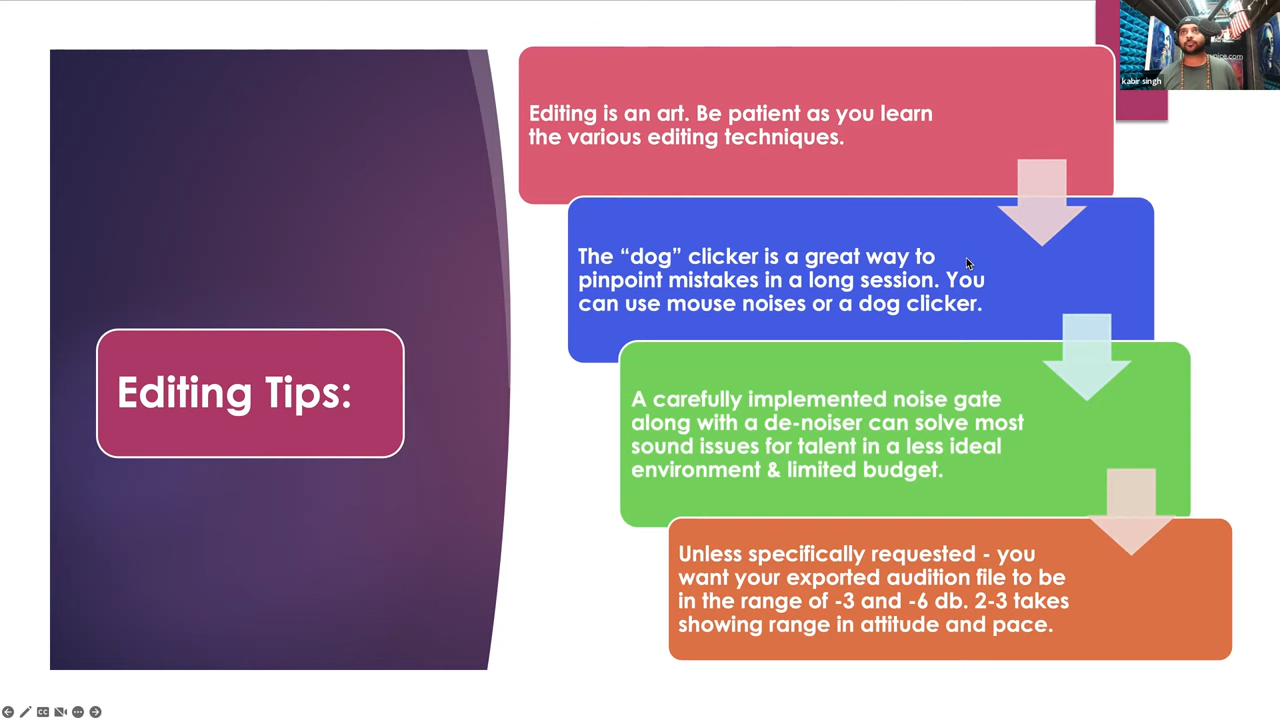 Editing is an art. Be patient as you learn
the various editing techniques.
The “dog” clicker is a great way to
pinpoint mistakes in a long session. You
can use mouse noises or a dog clicker.
Editing Tips:
A carefully implemented noise gate
along with a de-noiser can solve most
sound issues for talent in a less ideal
environment & limited budget.
Unless specifically requested - you
want your exported audition file to be
in the range of -3 and -6 db. 2-3 takes
showing range in attitude and pace.
kabir singh
CC